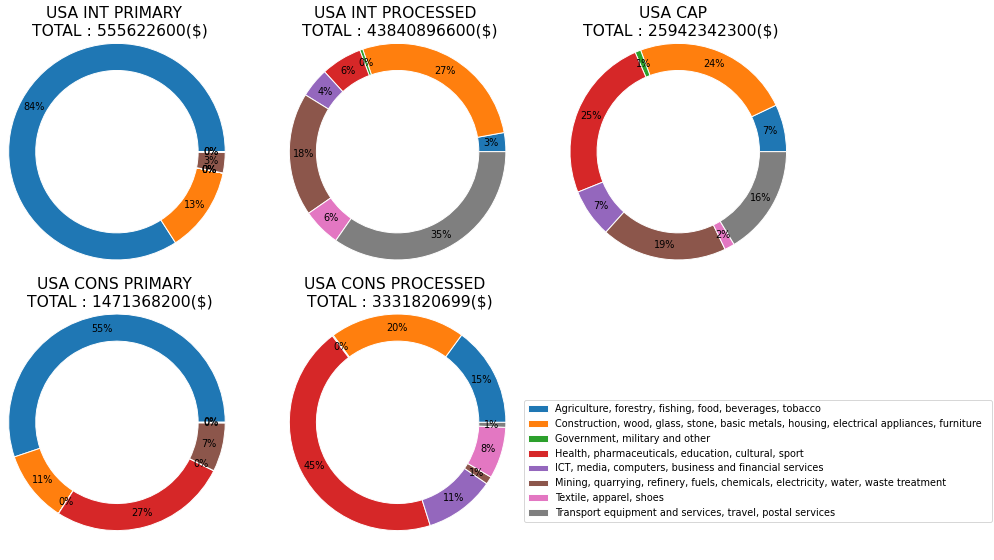 USA INT PRIMARY
TOTAL : 555622600($)
84%
13%
0%
0%
3%
0%
USA INT PROCESSED
TOTAL : 43840896600($)
3%
27%
0%
6%
4%
18%
6%
35%
USA CAP
TOTAL : 25942342300($)
7%
24%
1%
25%
7%
19%
2%
16%
USA CONS PRIMARY
TOTAL : 1471368200($)
55%
11%
0%
27%
0%
7%
0%
0%
USA CONS PROCESSED
TOTAL : 3331820699($)
15%
20%
0%
45%
11%
1%
8%
1%
Agriculture, forestry, fishing, food, beverages, tobacco
Construction, wood, glass, stone, basic metals, housing, electrical appliances, furniture
Government, military and other
Health, pharmaceuticals, education, cultural, sport
ICT, media, computers, business and financial services
Mining, quarrying, refinery, fuels, chemicals, electricity, water, waste treatment
Textile, apparel, shoes
Transport equipment and services, travel, postal services